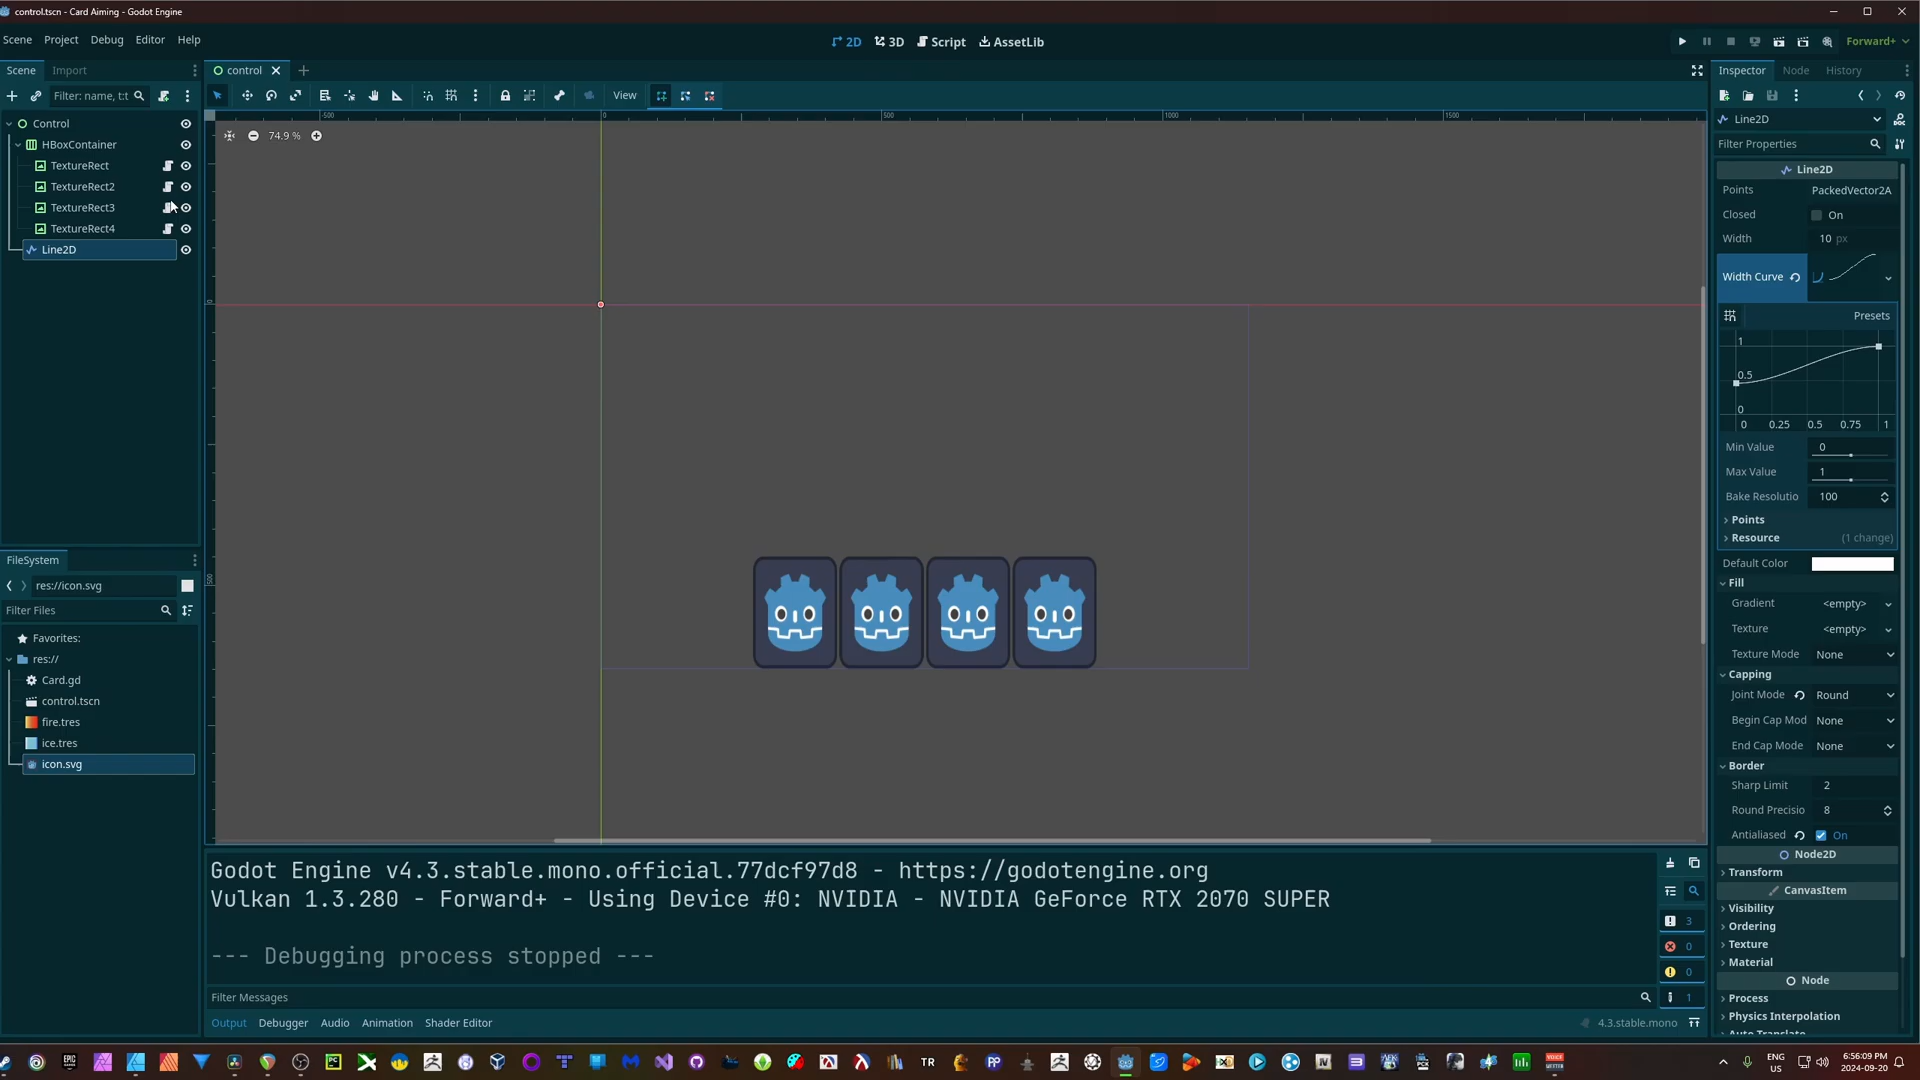 control.tscn - Card Aiming - Godot Engine
Scene Project Debug Editor Help
2D 3D Script AssetLib
Forward+
Scene Import
control
Inspector Node History
Filter: name, t:t
View
Line2D
Control
74.9 %
Filter Properties
HBoxContainer
TextureRect
TextureRect2
TextureRect3
TextureRect4
Line2D
-500
0
500
1000
1500
0
500
Line2D
Points PackedVector2A
Closed On
Width 10 px
Width Curve
Presets
1
0.5
0
0 0.25 0.5 0.75 1
Min Value 0
Max Value 1
Bake Resolutio 100
Points
Resource (1 change)
Default Color
Fill
Gradient <empty>
Texture <empty>
Texture Mode None
Capping
Joint Mode Round
Begin Cap Mod None
End Cap Mode None
Border
Sharp Limit 2
Round Precisio 8
Antialiased On
Node2D
Transform
CanvasItem
Visibility
Ordering
Texture
Material
Node
Process
Physics Interpolation
Auto Translate
FileSystem
res://icon.svg
Filter Files
Favorites:
res://
Card.gd
control.tscn
fire.tres
ice.tres
icon.svg
Godot Engine v4.3.stable.mono.official.77dcf97d8 - https://godotengine.org
Vulkan 1.3.280 - Forward+ - Using Device #0: NVIDIA - NVIDIA GeForce RTX 2070 SUPER
--- Debugging process stopped ---
3
0
0
1
Filter Messages
Output Debugger Audio Animation Shader Editor
4.3.stable.mono
ENG
US
6:56:09 PM
2024-09-20